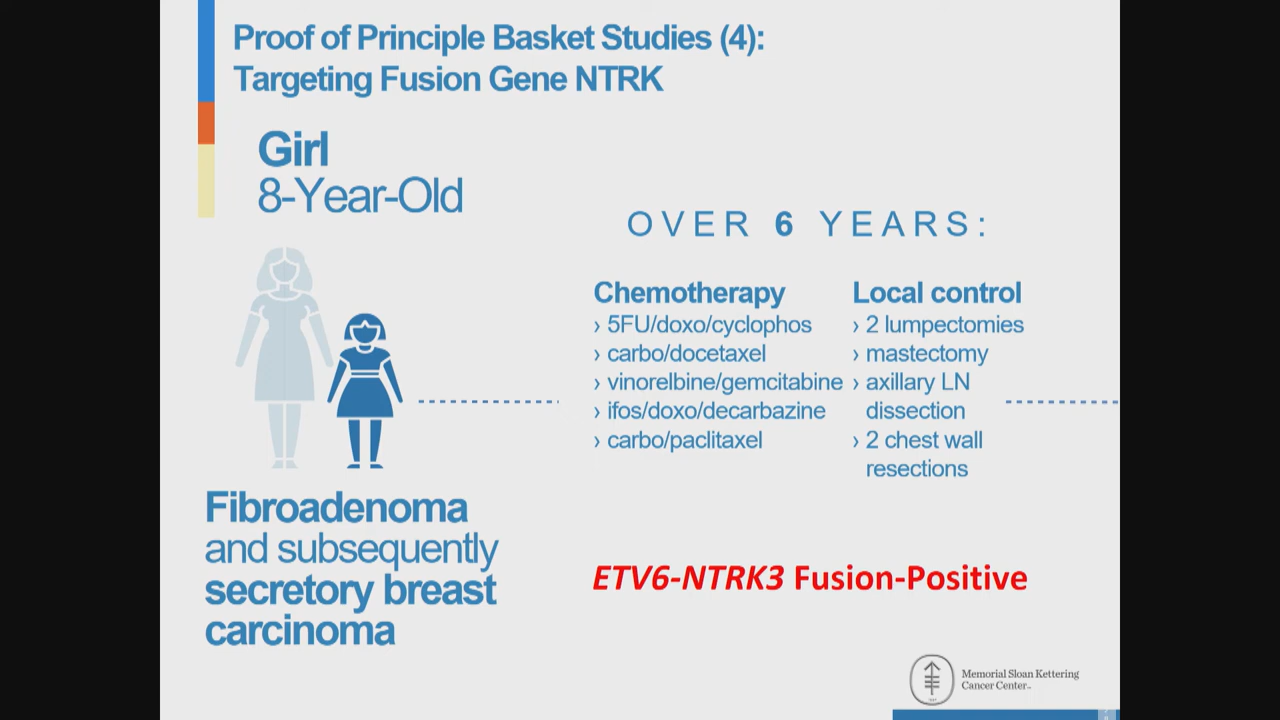 Proof of Principle Basket Studies (4):
Targeting Fusion Gene NTRK
Girl
8-Year-Old
OVER 6 YEARS:
Chemotherapy
› 5FU/doxo/cyclophos
› carbo/docetaxel
› vinorelbine/gemcitabine
› ifos/doxo/decarbazine
› carbo/paclitaxel
Local control
› 2 lumpectomies
› mastectomy
› axillary LN
dissection
› 2 chest wall
resections
Fibroadenoma
and subsequently
secretory breast
carcinoma
ETV6-NTRK3 Fusion-Positive
Memorial Sloan Kettering
Cancer Center